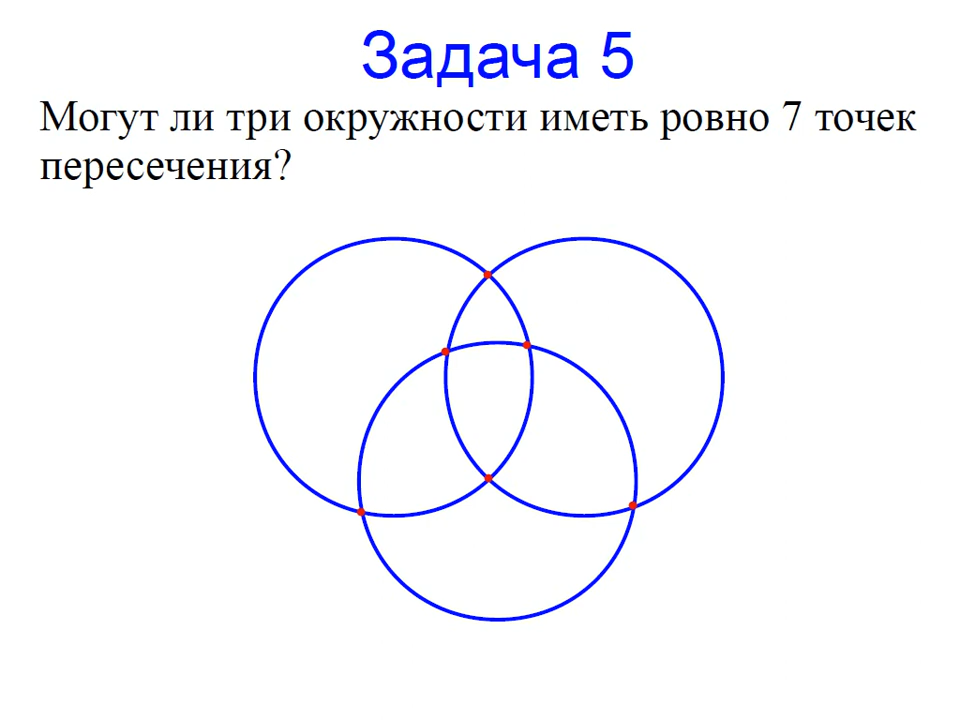 Задача 5
Могут ли три окружности иметь ровно 7 точек
пересечения?